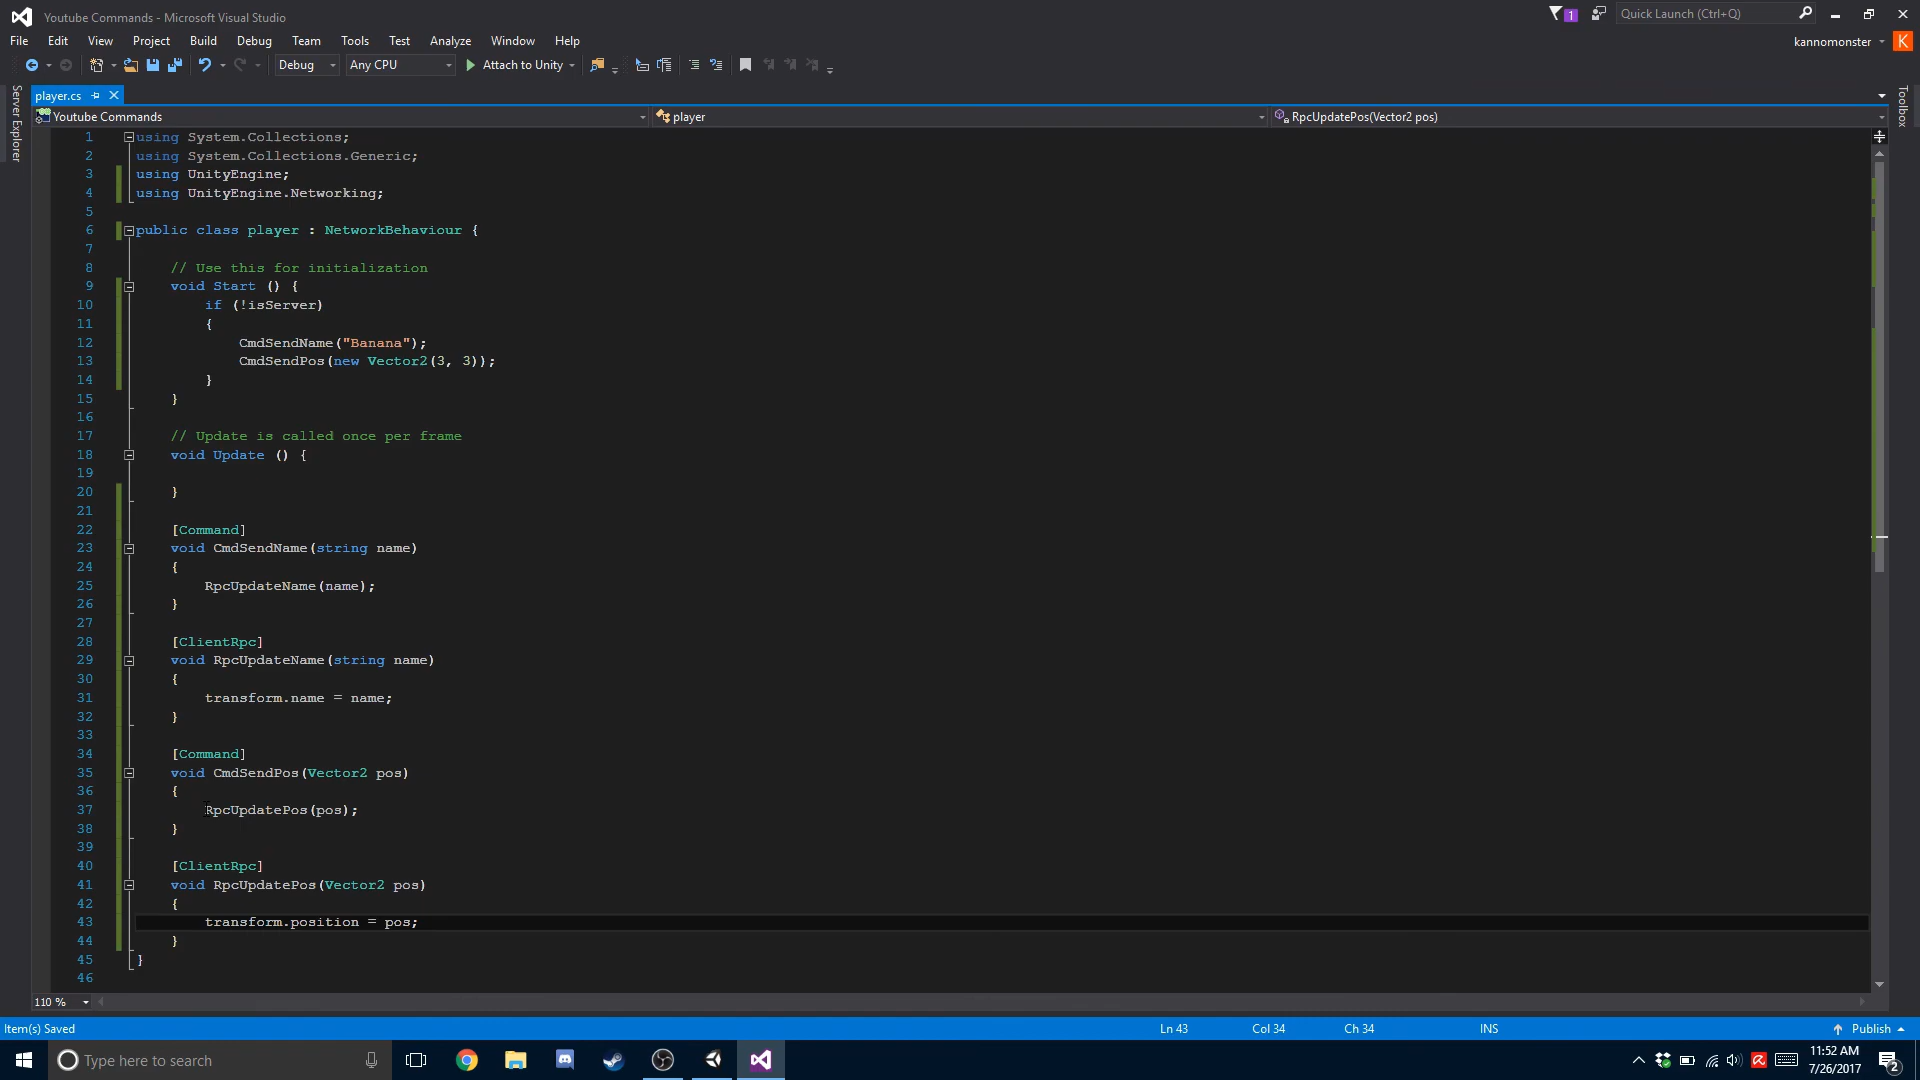 Youtube Commands - Microsoft Visual Studio
1
Quick Launch (Ctrl+Q)
File Edit View Project Build Debug Team Tools Test Analyze Window Help
kannomonster
K
Debug Any CPU Attach to Unity
Server Explorer
Toolbox
player.cs
Youtube Commands player RpcUpdatePos(Vector2 pos)
1 using System.Collections;
2 using System.Collections.Generic;
3 using UnityEngine;
4 using UnityEngine.Networking;
5
6 public class player : NetworkBehaviour {
7
8 // Use this for initialization
9 void Start () {
10 if (!isServer)
11 {
12 CmdSendName("Banana");
13 CmdSendPos(new Vector2(3, 3));
14 }
15 }
16
17 // Update is called once per frame
18 void Update () {
19
20 }
21
22 [Command]
23 void CmdSendName(string name)
24 {
25 RpcUpdateName(name);
26 }
27
28 [ClientRpc]
29 void RpcUpdateName(string name)
30 {
31 transform.name = name;
32 }
33
34 [Command]
35 void CmdSendPos(Vector2 pos)
36 {
37 RpcUpdatePos(pos);
38 }
39
40 [ClientRpc]
41 void RpcUpdatePos(Vector2 pos)
42 {
43 transform.position = pos;
44 }
45 }
46
110 %
Item(s) Saved Ln 43 Col 34 Ch 34 INS Publish
Type here to search
11:52 AM
7/26/2017
2